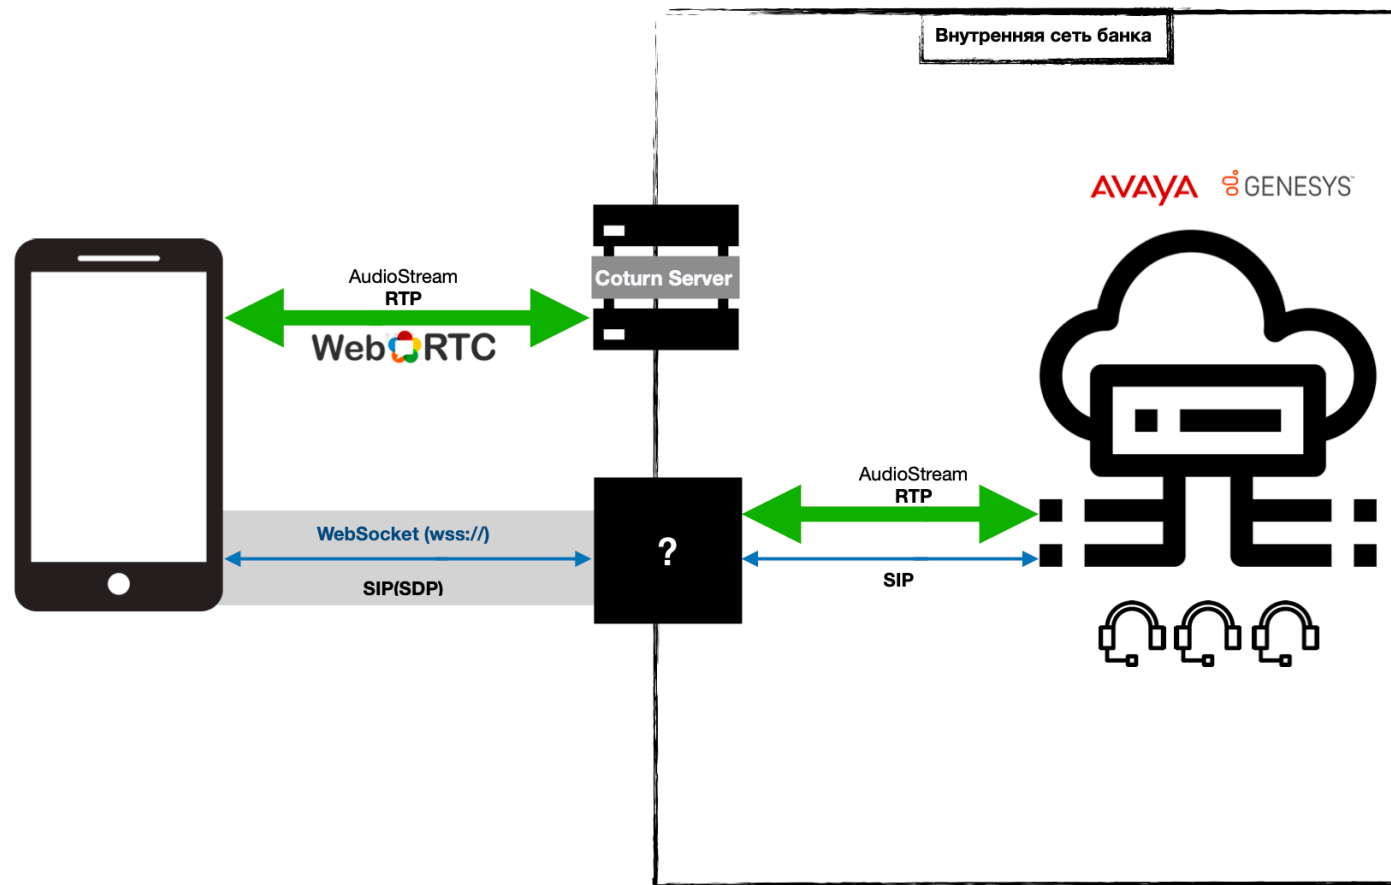 Внутренняя сеть банка
AVAYA GENESYS
AudioStream
RTP
WebRTC
Coturn Server
AudioStream
RTP
WebSocket (wss://)
?
SIP(SDP)
SIP